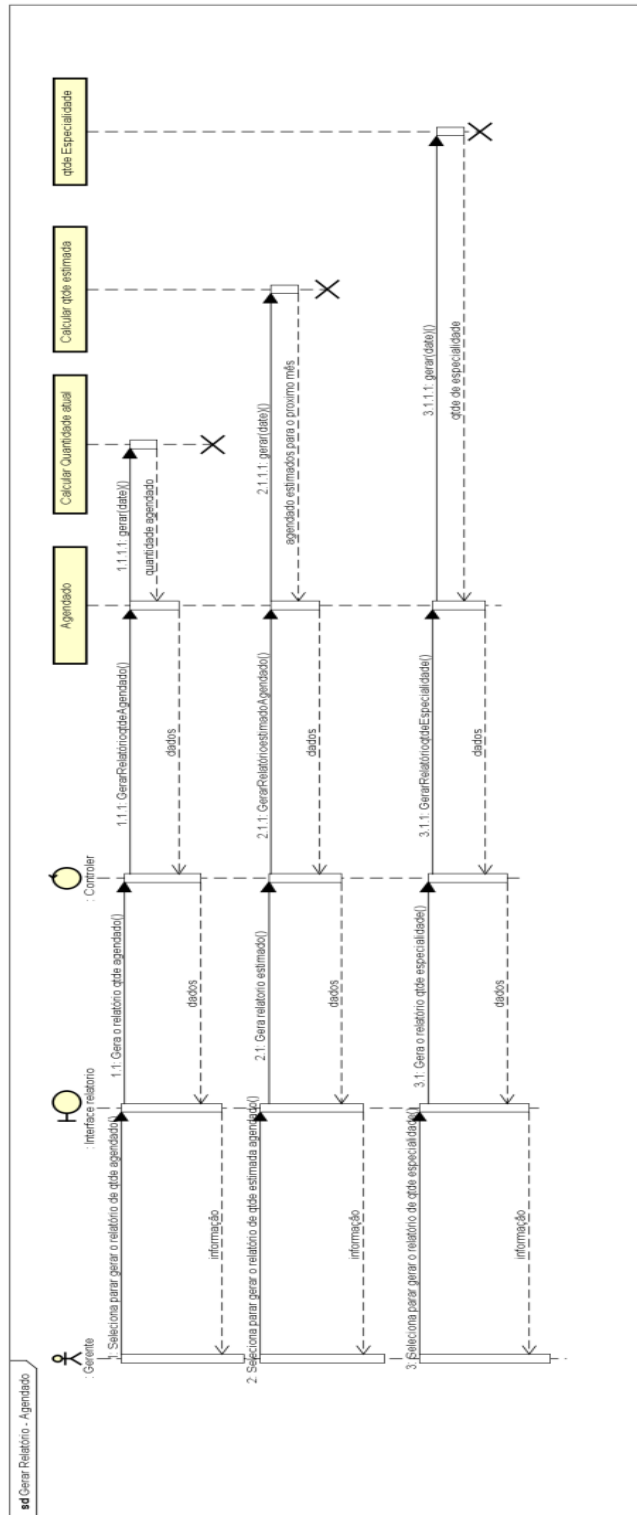 sd Gerar Relatório - Agendado
: Gerente
: Interface relatorio
: Controler
Agendado
Calcular Quantidade atual
Calcular qtde estimada
qtde Especialidade
1: Seleciona parar gerar o relatório de qtde agendado()
1.1: Gera o relatório qtde agendado()
1.1.1: GerarRelatórioqtdeAgendado()
1.1.1.1: gerar(date)()
quantidade agendado
dados
dados
informação
2: Seleciona parar gerar o relatório de qtde estimada agendado()
2.1: Gera relatorio estimado()
2.1.1: GerarRelatórioestimadoAgendado()
2.1.1.1: gerar(date)()
agendado estimados para o proximo mês
dados
dados
informação
3: Seleciona parar gerar o relatório de qtde especialidade()
3.1: Gera o relatório qtde especialidade()
3.1.1: GerarRelatórioqtdeEspecialidade()
3.1.1.1: gerar(date)()
qtde de especialidade
dados
dados
informação